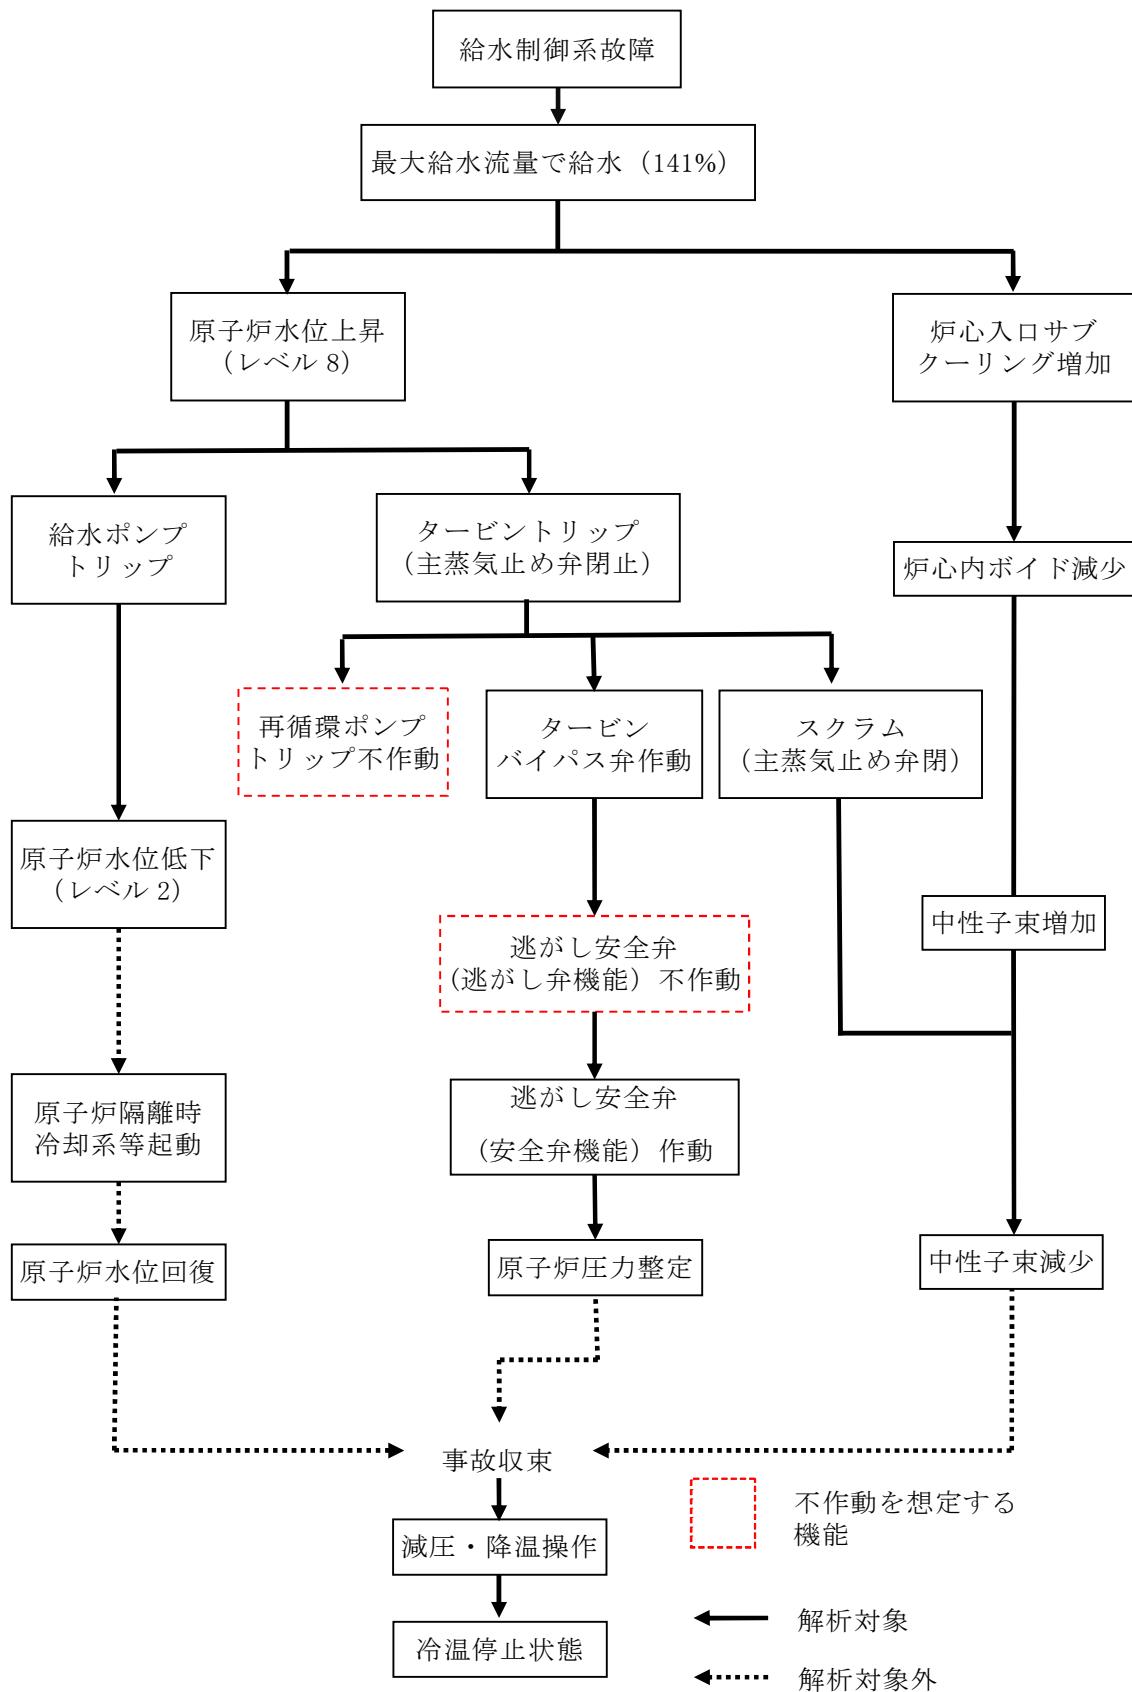 給水制御系故障
最大給水流量で給水（141%）
原子炉水位上昇
（レベル 8）
炉心入口サブ
クーリング増加
給水ポンプ
トリップ
タービントリップ
（主蒸気止め弁閉止）
炉心内ボイド減少
再循環ポンプ
トリップ不作動
タービン
バイパス弁作動
スクラム
（主蒸気止め弁閉）
原子炉水位低下
（レベル 2）
中性子束増加
逃がし安全弁
（逃がし弁機能）不作動
原子炉隔離時
冷却系等起動
逃がし安全弁
（安全弁機能）作動
原子炉水位回復
原子炉圧力整定
中性子束減少
事故収束
不作動を想定する
機能
減圧・降温操作
解析対象
冷温停止状態
解析対象外